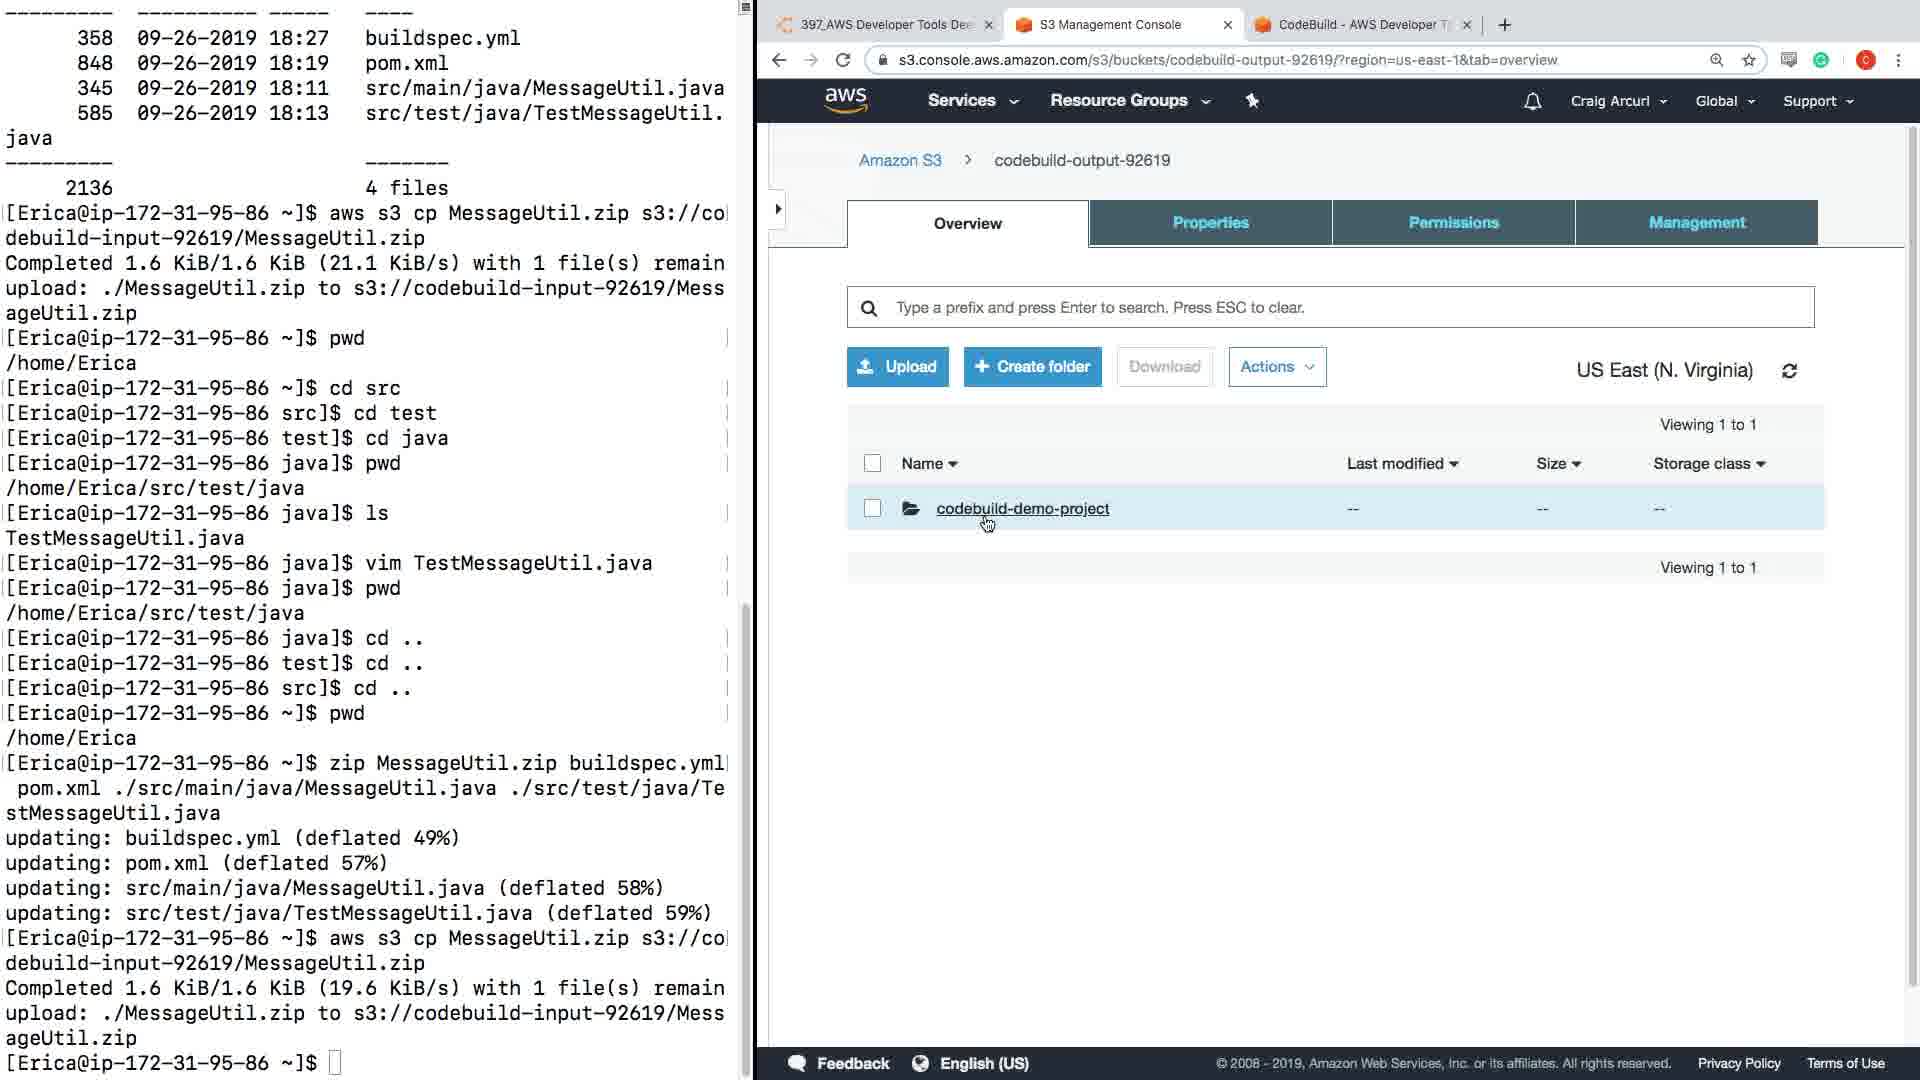 --------- ---------- ----- ----
358 09-26-2019 18:27 buildspec.yml
848 09-26-2019 18:19 pom.xml
345 09-26-2019 18:11 src/main/java/MessageUtil.java
585 09-26-2019 18:13 src/test/java/TestMessageUtil.
java
--------- -------
2136 4 files
[Erica@ip-172-31-95-86 ~]$ aws s3 cp MessageUtil.zip s3://co
debuild-input-92619/MessageUtil.zip
Completed 1.6 KiB/1.6 KiB (21.1 KiB/s) with 1 file(s) remain
upload: ./MessageUtil.zip to s3://codebuild-input-92619/Mess
ageUtil.zip
[Erica@ip-172-31-95-86 ~]$ pwd
/home/Erica
[Erica@ip-172-31-95-86 ~]$ cd src
[Erica@ip-172-31-95-86 src]$ cd test
[Erica@ip-172-31-95-86 test]$ cd java
[Erica@ip-172-31-95-86 java]$ pwd
/home/Erica/src/test/java
[Erica@ip-172-31-95-86 java]$ ls
TestMessageUtil.java
[Erica@ip-172-31-95-86 java]$ vim TestMessageUtil.java
[Erica@ip-172-31-95-86 java]$ pwd
/home/Erica/src/test/java
[Erica@ip-172-31-95-86 java]$ cd ..
[Erica@ip-172-31-95-86 test]$ cd ..
[Erica@ip-172-31-95-86 src]$ cd ..
[Erica@ip-172-31-95-86 ~]$ pwd
/home/Erica
[Erica@ip-172-31-95-86 ~]$ zip MessageUtil.zip buildspec.yml
pom.xml ./src/main/java/MessageUtil.java ./src/test/java/Te
stMessageUtil.java
updating: buildspec.yml (deflated 49%)
updating: pom.xml (deflated 57%)
updating: src/main/java/MessageUtil.java (deflated 58%)
updating: src/test/java/TestMessageUtil.java (deflated 59%)
[Erica@ip-172-31-95-86 ~]$ aws s3 cp MessageUtil.zip s3://co
debuild-input-92619/MessageUtil.zip
Completed 1.6 KiB/1.6 KiB (19.6 KiB/s) with 1 file(s) remain
upload: ./MessageUtil.zip to s3://codebuild-input-92619/Mess
ageUtil.zip
[Erica@ip-172-31-95-86 ~]$
397_AWS Developer Tools Dee S3 Management Console CodeBuild - AWS Developer T
s3.console.aws.amazon.com/s3/buckets/codebuild-output-92619/?region=us-east-1&tab=overview
C
aws Services Resource Groups Craig Arcuri Global Support
Amazon S3 > codebuild-output-92619
Overview Properties Permissions Management
Type a prefix and press Enter to search. Press ESC to clear.
Upload + Create folder Download Actions US East (N. Virginia)
Viewing 1 to 1
Name Last modified Size Storage class
codebuild-demo-project -- -- --
Viewing 1 to 1
Feedback English (US) © 2008 - 2019, Amazon Web Services, Inc. or its affiliates. All rights reserved. Privacy Policy Terms of Use